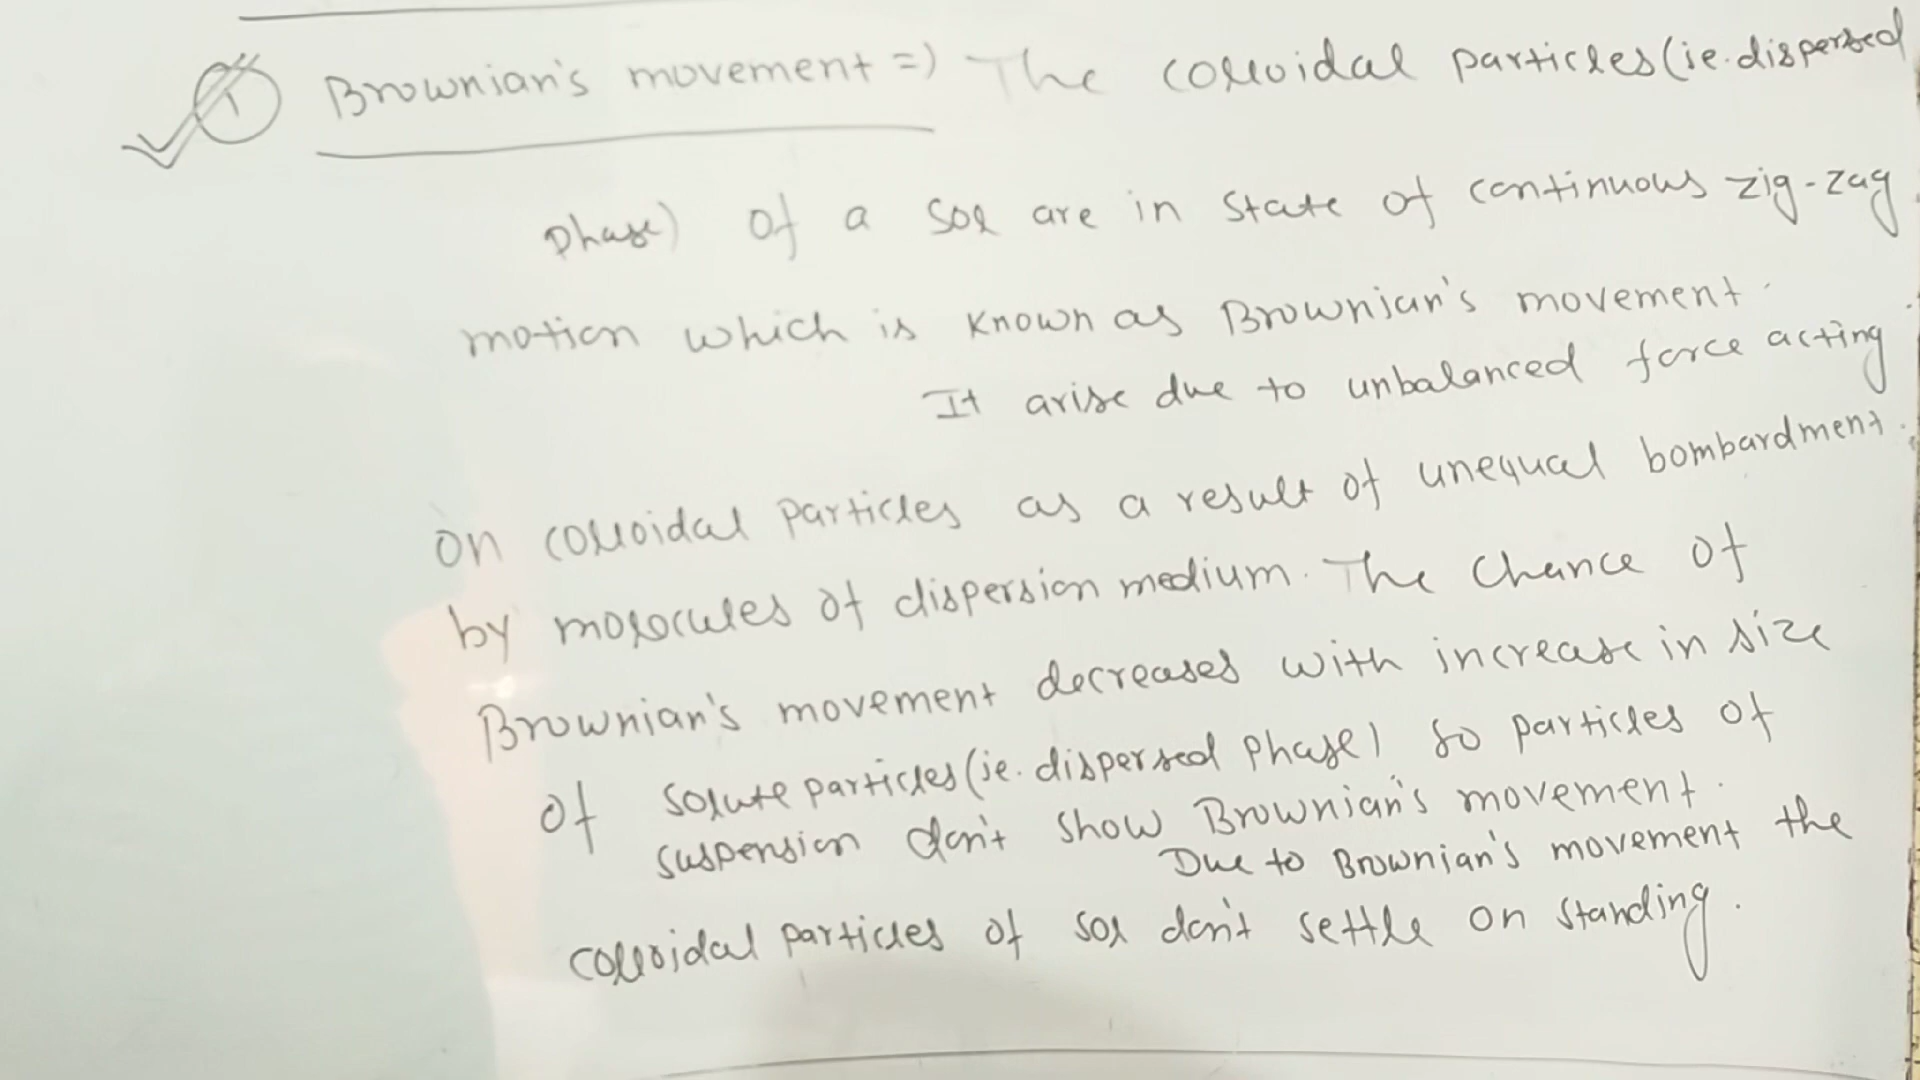 ① Brownian's movement => The colloidal particles (ie. dispersed
phase) of a sol are in state of continuous zig-zag
motion which is known as Brownian's movement.
It arise due to unbalanced force acting
on colloidal particles as a result of unequal bombardment
by molecules of dispersion medium. The chance of
Brownian's movement decreases with increase in size
of solute particles (ie. dispersed phase) so particles of
suspension don't show Brownian's movement.
Due to Brownian's movement the
colloidal particles of sol don't settle on standing.